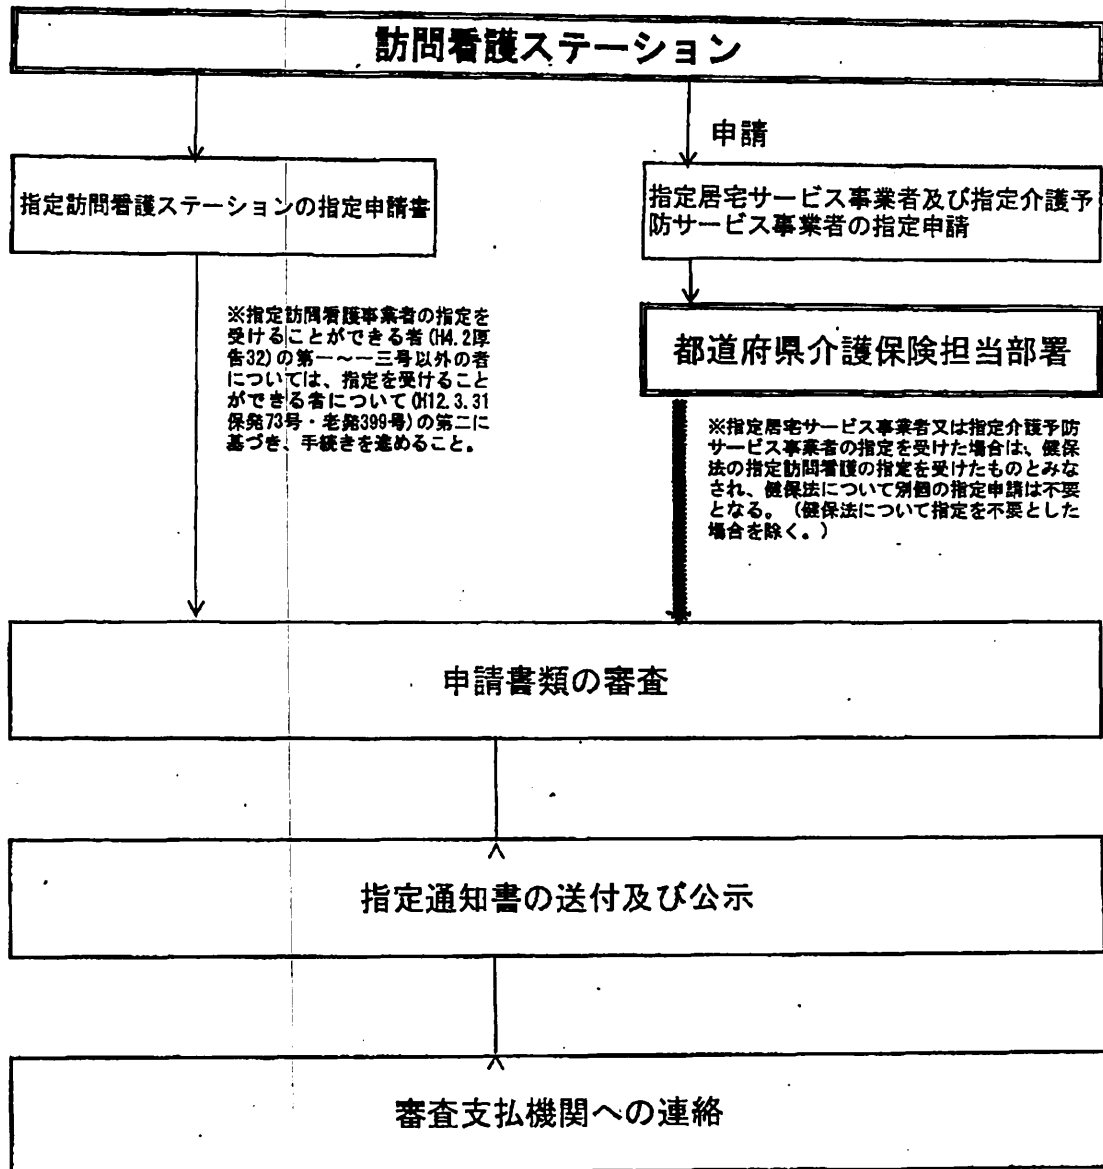 訪問看護ステーション
申請
指定訪問看護ステーションの指定申請書
指定居宅サービス事業者及び指定介護予
防サービス事業者の指定申請
※指定訪問看護事業者の指定を
受けることができる者(H4.2厚
告32)の第一～一三号以外の者
については、指定を受けること
ができる者について(H12.3.31
保発73号・老発399号)の第二に
基づき、手続きを進めること。
都道府県介護保険担当部署
※指定居宅サービス事業者又は指定介護予防
サービス事業者の指定を受けた場合は、健保
法の指定訪問看護の指定を受けたものとみな
され、健保法について別個の指定申請は不要
となる。（健保法について指定を不要とした
場合を除く。）
申請書類の審査
指定通知書の送付及び公示
審査支払機関への連絡